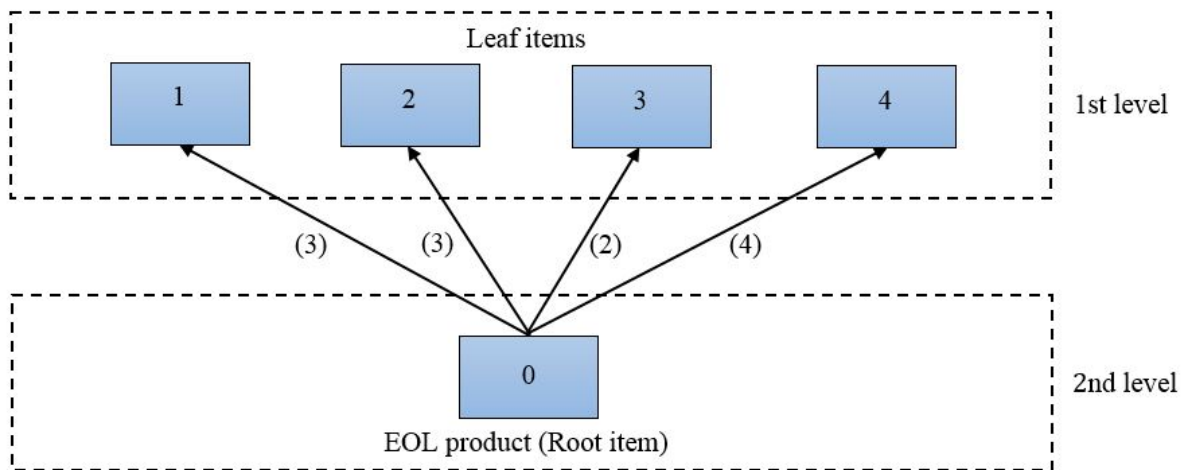 Leaf items
1 2 3 4
1st level
(3) (3) (2) (4)
0
2nd level
EOL product (Root item)